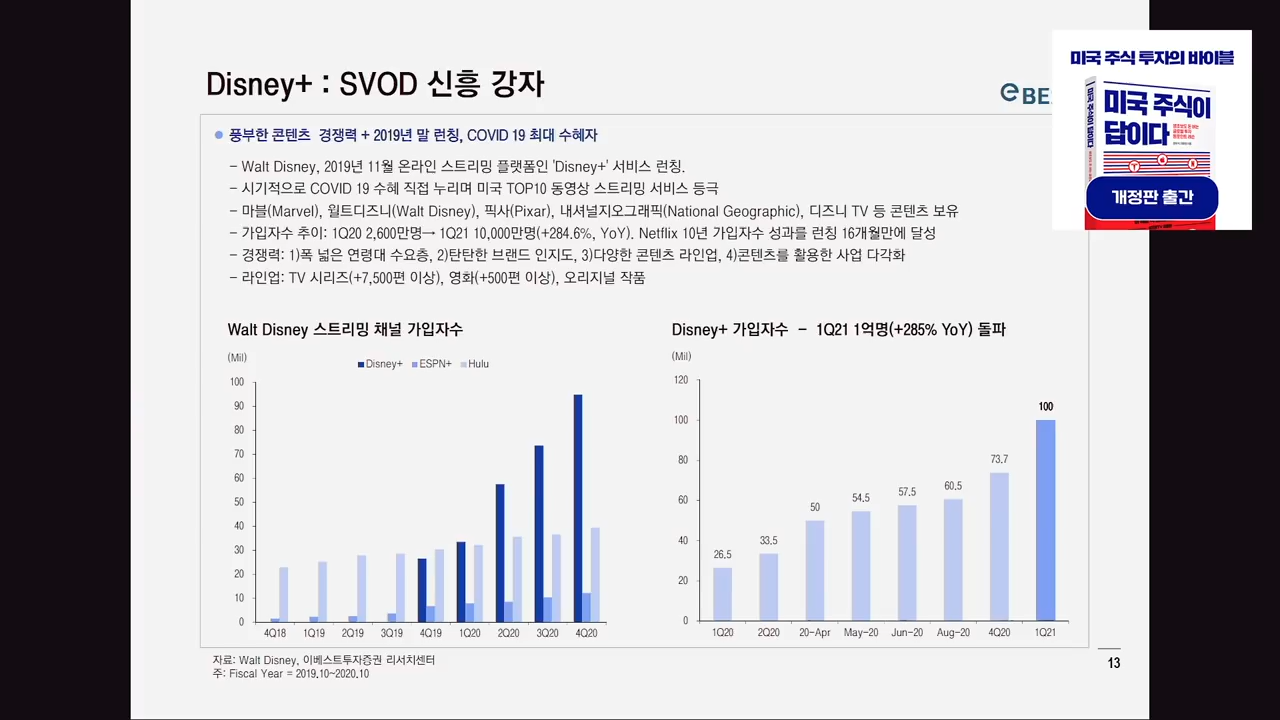 Disney+ : SVOD 신흥 강자
eBES
미국 주식 투자의 바이블
미국 주식이
답이다
개정판 출간
풍부한 콘텐츠 경쟁력 + 2019년 말 런칭, COVID 19 최대 수혜자
– Walt Disney, 2019년 11월 온라인 스트리밍 플랫폼인 'Disney+' 서비스 런칭.
– 시기적으로 COVID 19 수혜 직접 누리며 미국 TOP10 동영상 스트리밍 서비스 등극
– 마블(Marvel), 월트디즈니(Walt Disney), 픽사(Pixar), 내셔널지오그래픽(National Geographic), 디즈니 TV 등 콘텐츠 보유
– 가입자수 추이: 1Q20 2,600만명→ 1Q21 10,000만명(+284.6%, YoY). Netflix 10년 가입자수 성과를 런칭 16개월만에 달성
– 경쟁력: 1)폭 넓은 연령대 수요층, 2)탄탄한 브랜드 인지도, 3)다양한 콘텐츠 라인업, 4)콘텐츠를 활용한 사업 다각화
– 라인업: TV 시리즈(+7,500편 이상), 영화(+500편 이상), 오리지널 작품
Walt Disney 스트리밍 채널 가입자수
(Mil)
Disney+ ESPN+ Hulu
100
90
80
70
60
50
40
30
20
10
0
4Q18 1Q19 2Q19 3Q19 4Q19 1Q20 2Q20 3Q20 4Q20
Disney+ 가입자수 – 1Q21 1억명(+285% YoY) 돌파
(Mil)
120
100
80
60
40
20
0
26.5 33.5 50 54.5 57.5 60.5 73.7 100
1Q20 2Q20 20-Apr May-20 Jun-20 Aug-20 4Q20 1Q21
자료: Walt Disney, 이베스트투자증권 리서치센터
주: Fiscal Year = 2019.10~2020.10
13